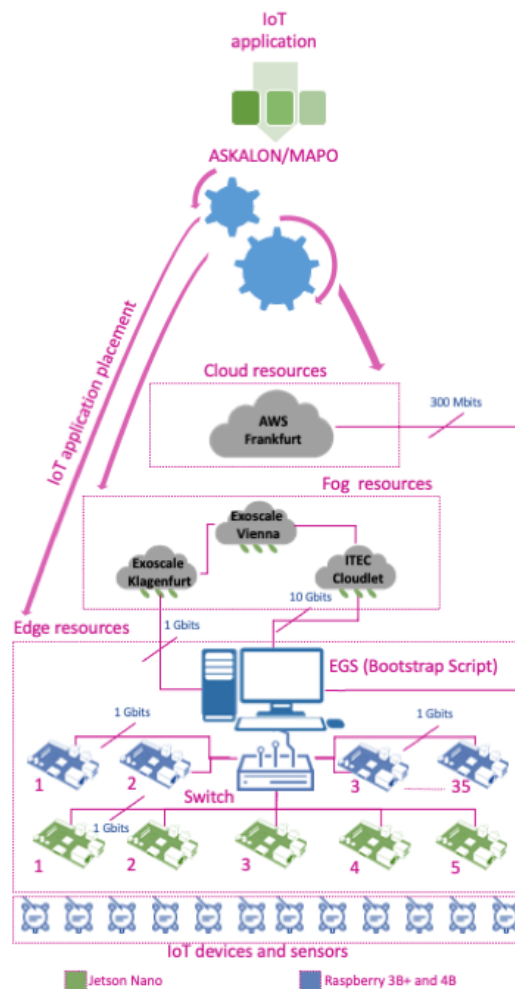 IoT
application
ASKALON/MAPO
IoT application placement
Cloud resources
AWS
Frankfurt
300 Mbits
Fog resources
Exoscale
Vienna
Exoscale
Klagenfurt
ITEC
Cloudlet
1 Gbits
10 Gbits
Edge resources
EGS (Bootstrap Script)
1 Gbits
1 Gbits
1
2
3
35
Switch
1 Gbits
1
2
3
4
5
IoT devices and sensors
Jetson Nano
Raspberry 3B+ and 4B